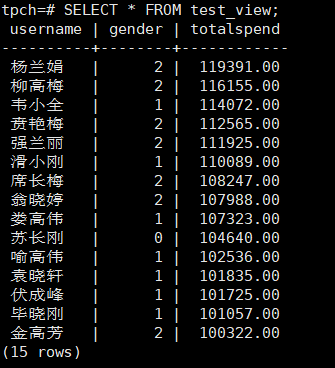 tpch=# SELECT * FROM test_view;
 username | gender | totalspend
----------+--------+------------
 杨兰娟   |      2 |  119391.00
 柳高梅   |      2 |  116155.00
 韦小全   |      1 |  114072.00
 贲艳梅   |      2 |  112565.00
 强兰丽   |      2 |  111925.00
 滑小刚   |      1 |  110089.00
 席长梅   |      2 |  108247.00
 翁晓婷   |      2 |  107988.00
 娄高伟   |      1 |  107323.00
 苏长刚   |      0 |  104640.00
 喻高伟   |      1 |  102536.00
 袁晓轩   |      1 |  101835.00
 伏成峰   |      1 |  101725.00
 毕晓刚   |      1 |  101057.00
 金高芳   |      2 |  100322.00
(15 rows)